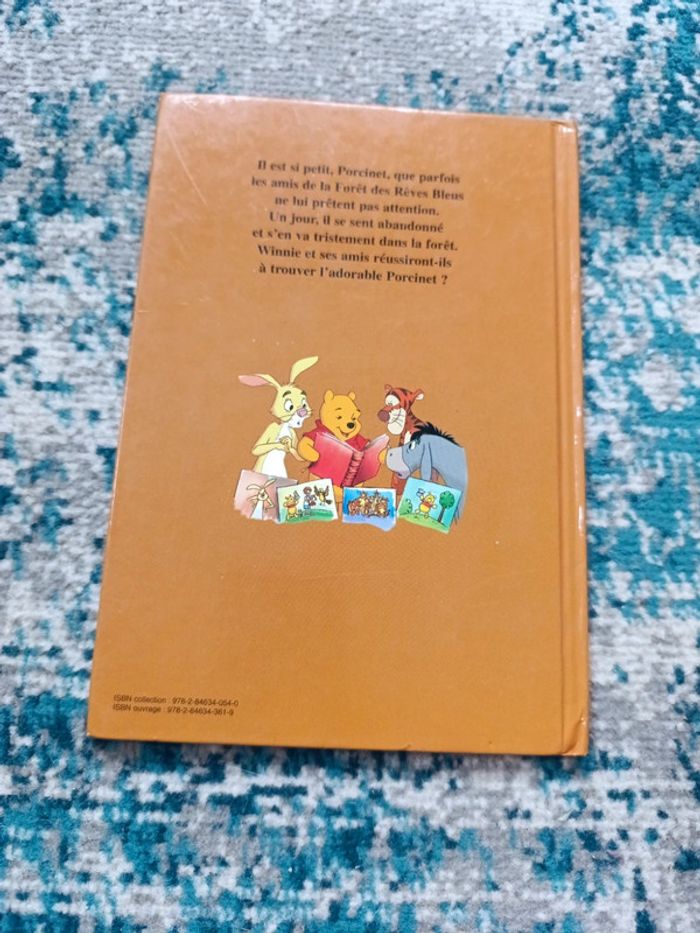 Il est si petit, Porcinet, que parfois
les amis de la Forêt des Rêves Bleus
ne lui prêtent pas attention.
Un jour, il se sent abandonné
et s'en va tristement dans la forêt.
Winnie et ses amis réussiront-ils
à trouver l'adorable Porcinet ?
ISBN collection : 978-2-84634-054-0
ISBN ouvrage : 978-2-84634-361-9